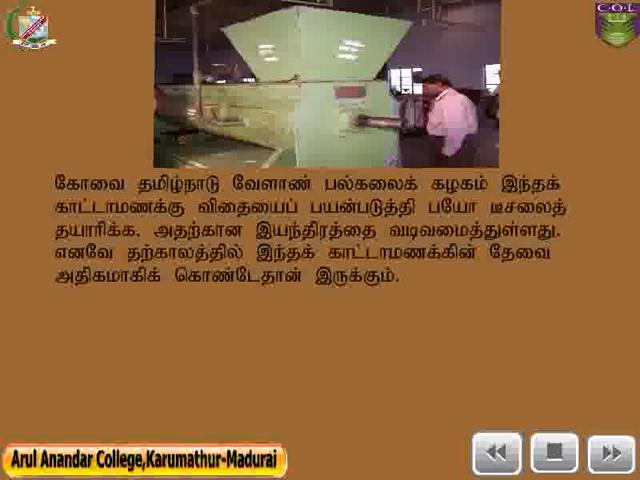 C.O.L
கோவை தமிழ்நாடு வேளாண் பல்கலைக் கழகம் இந்தக்
காட்டாமணக்கு விதையைப் பயன்படுத்தி பயோ டீசலைத்
தயாரிக்க. அதற்கான இயந்திரத்தை வடிவமைத்துள்ளது.
எனவே தற்காலத்தில் இந்தக் காட்டாமணக்கின் தேவை
அதிகமாகிக் கொண்டேதான் இருக்கும்.
Arul Anandar College,Karumathur-Madurai